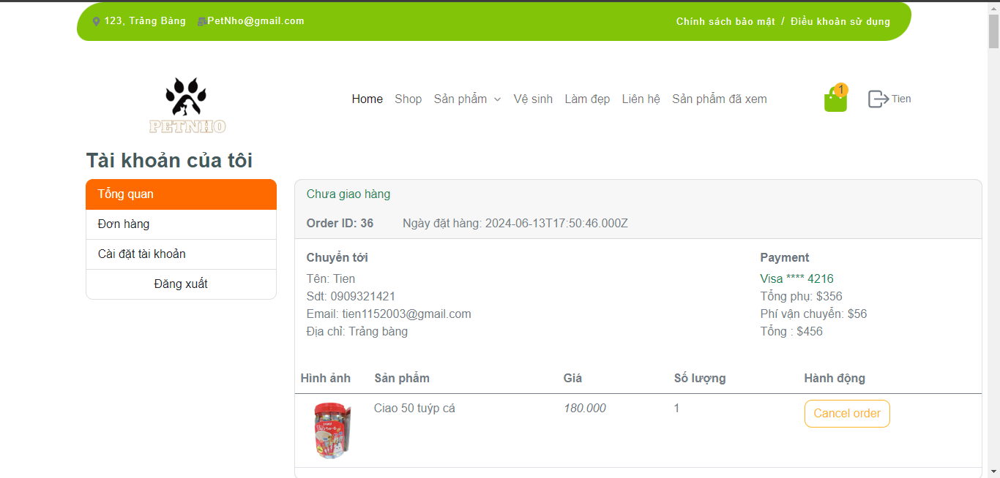 123, Trảng Bàng PetNho@gmail.com Chính sách bảo mật / Điều khoản sử dụng
PETNHO
Home Shop Sản phẩm Vệ sinh Làm đẹp Liên hệ Sản phẩm đã xem 1 Tien
Tài khoản của tôi
Tổng quan
Đơn hàng
Cài đặt tài khoản
Đăng xuất
Chưa giao hàng
Order ID: 36 Ngày đặt hàng: 2024-06-13T17:50:46.000Z
Chuyển tới
Tên: Tien
Sdt: 0909321421
Email: tien1152003@gmail.com
Địa chỉ: Trảng bàng
Payment
Visa **** 4216
Tổng phụ: $356
Phí vận chuyển: $56
Tổng : $456
Hình ảnh Sản phẩm Giá Số lượng Hành động
Ciao 50 tuýp cá 180.000 1 Cancel order